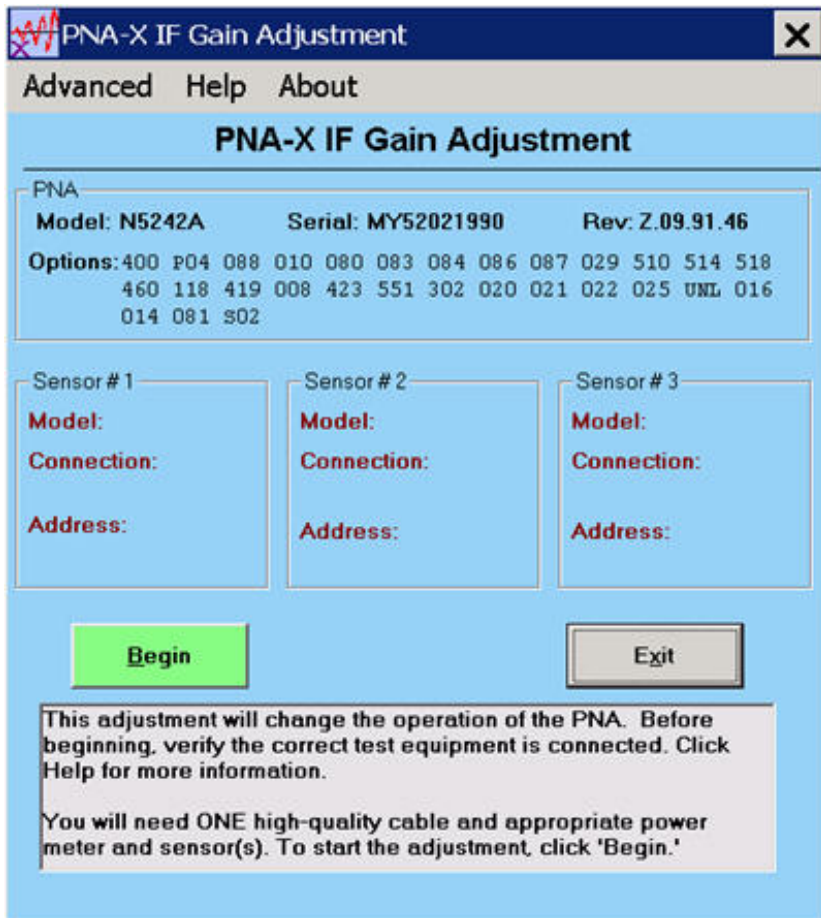 PNA-X IF Gain Adjustment
Advanced Help About
PNA-X IF Gain Adjustment
PNA
Model: N5242A Serial: MY52021990 Rev: Z.09.91.46
Options: 400 P04 088 010 080 083 084 086 087 029 510 514 518
460 118 419 008 423 551 302 020 021 022 025 UNL 016
014 081 S02
Sensor # 1 Sensor # 2 Sensor # 3
Model: Model: Model:
Connection: Connection: Connection:
Address: Address: Address:
Begin Exit
This adjustment will change the operation of the PNA. Before
beginning, verify the correct test equipment is connected. Click
Help for more information.
You will need ONE high-quality cable and appropriate power
meter and sensor(s). To start the adjustment, click 'Begin.'